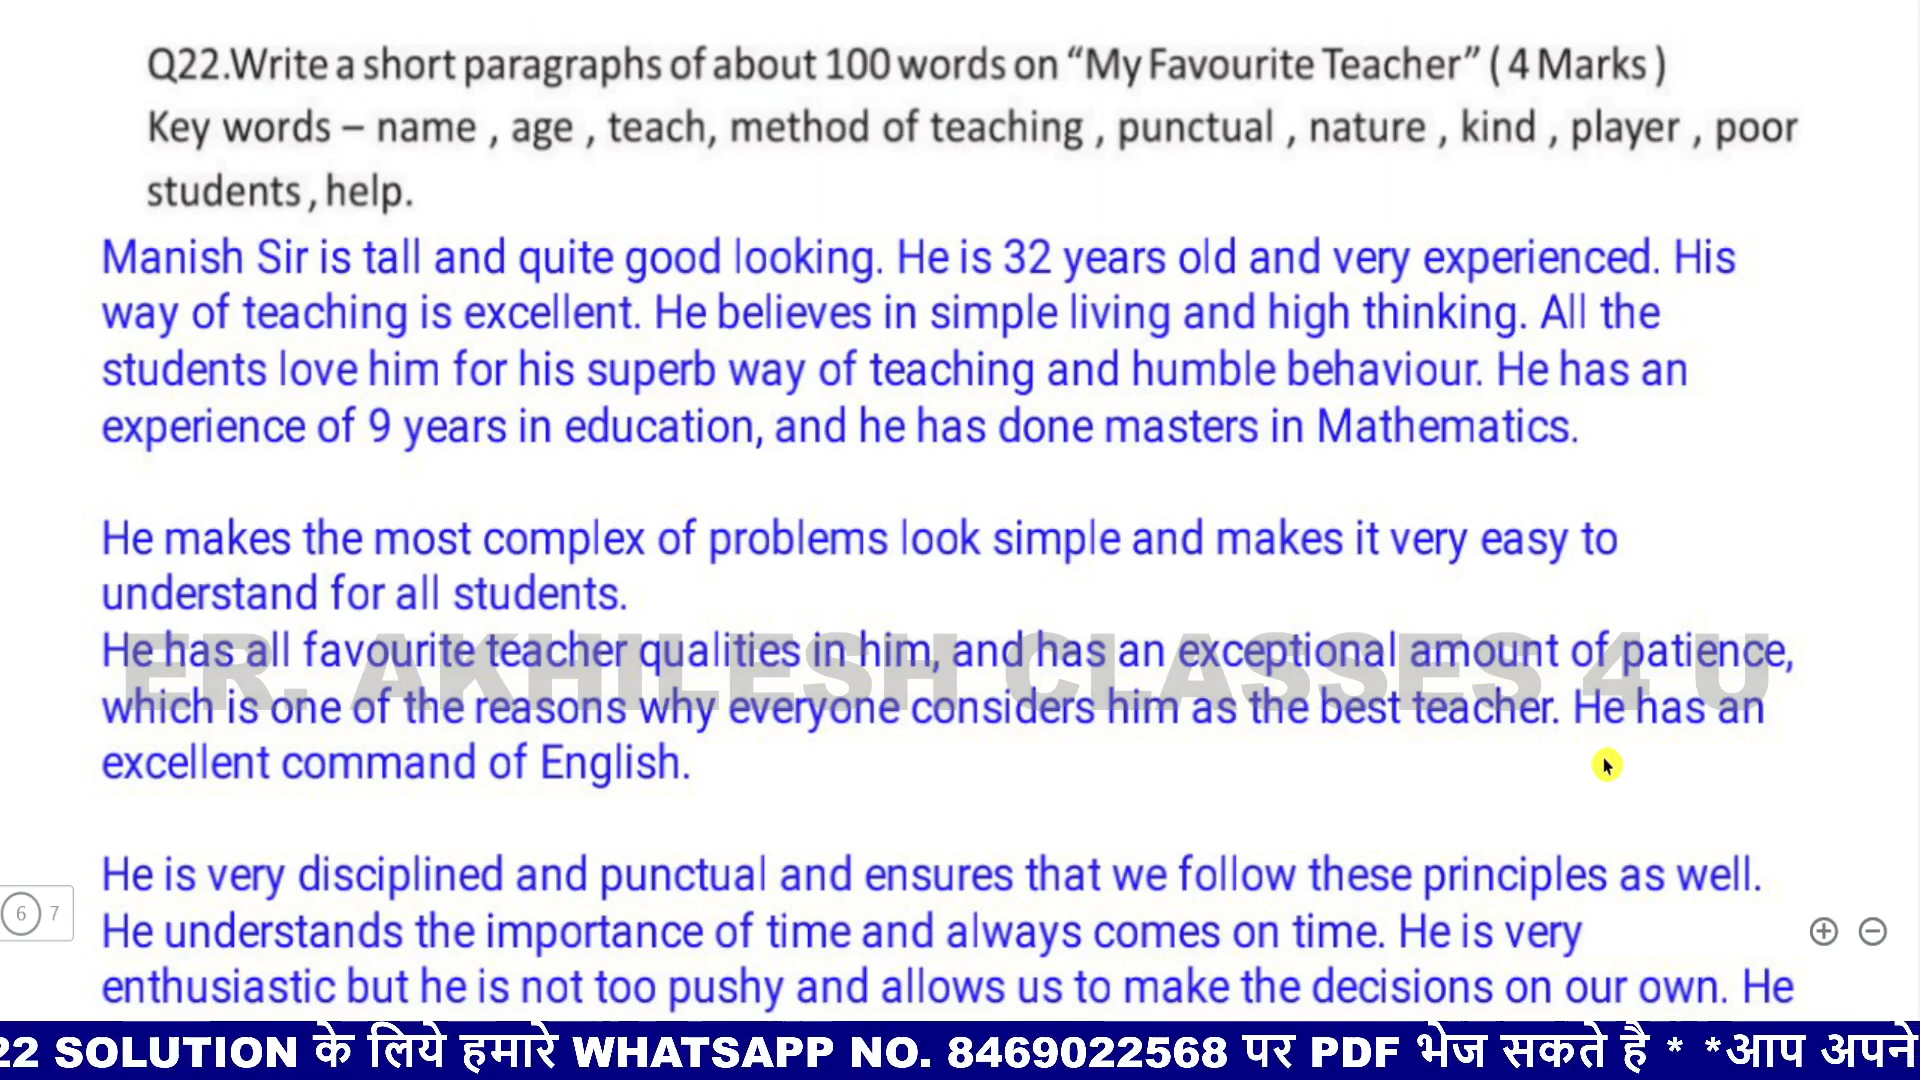 Q22.Write a short paragraphs of about 100 words on “My Favourite Teacher” ( 4 Marks )
Key words – name , age , teach, method of teaching , punctual , nature , kind , player , poor
students , help.
Manish Sir is tall and quite good looking. He is 32 years old and very experienced. His
way of teaching is excellent. He believes in simple living and high thinking. All the
students love him for his superb way of teaching and humble behaviour. He has an
experience of 9 years in education, and he has done masters in Mathematics.
He makes the most complex of problems look simple and makes it very easy to
understand for all students.
He has all favourite teacher qualities in him, and has an exceptional amount of patience,
ER. AKHILESH CLASSES 4 U
which is one of the reasons why everyone considers him as the best teacher. He has an
excellent command of English.
He is very disciplined and punctual and ensures that we follow these principles as well.
6 7
He understands the importance of time and always comes on time. He is very
enthusiastic but he is not too pushy and allows us to make the decisions on our own. He
22 SOLUTION के लिये हमारे WHATSAPP NO. 8469022568 पर PDF भेज सकते है * *आप अपने